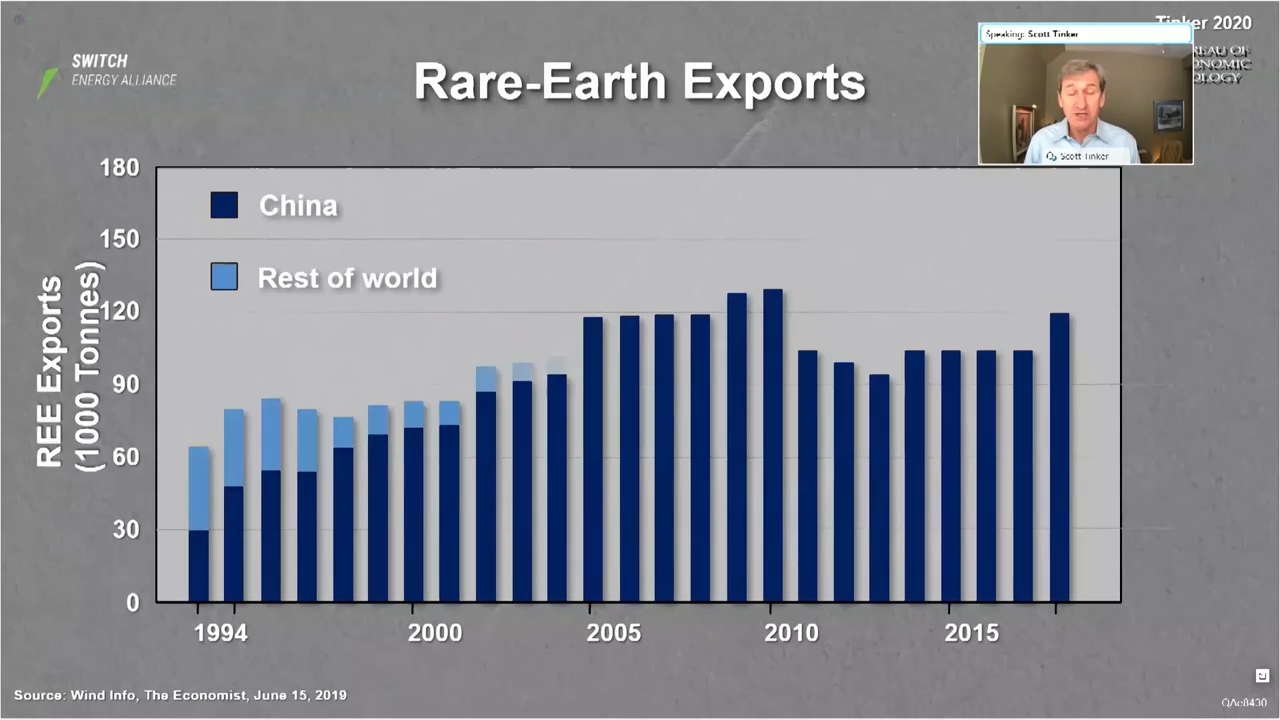 Tinker 2020
Speaking: Scott Tinker
SWITCH
ENERGY ALLIANCE
Rare-Earth Exports
Scott Tinker
REE Exports
(1000 Tonnes)
180
150
120
90
60
30
0
China
Rest of world
1994
2000
2005
2010
2015
Source: Wind Info, The Economist, June 15, 2019